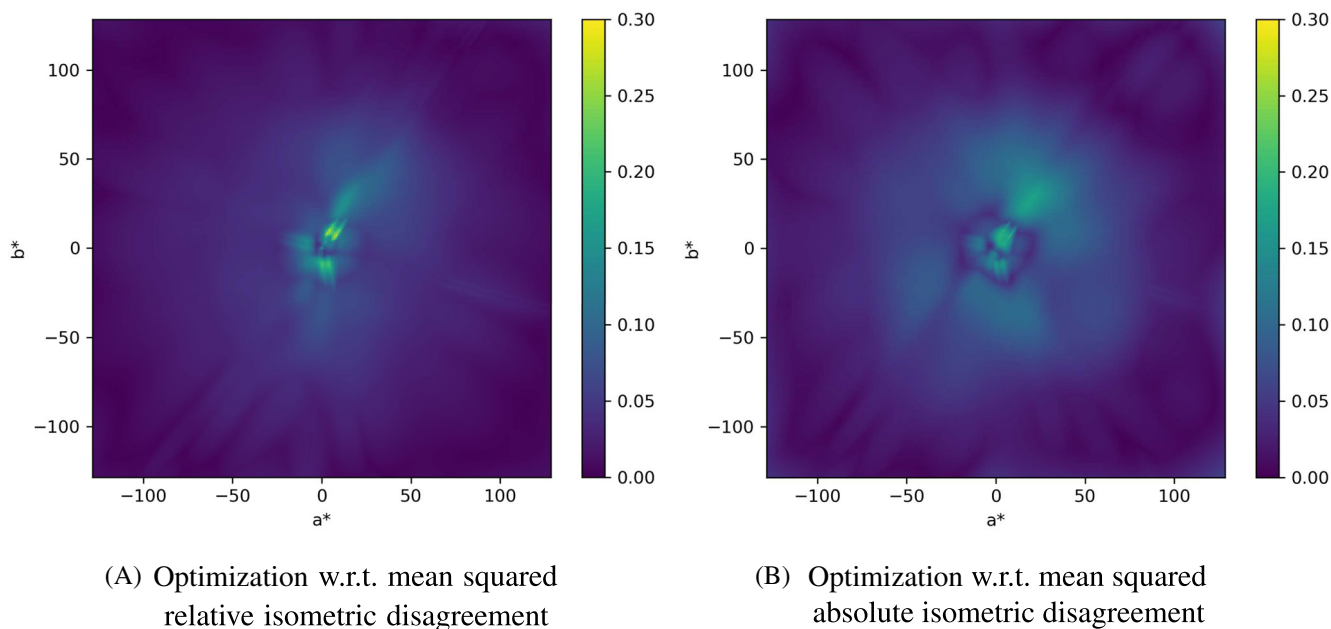 100
50
0
−50
−100
b*
−100 −50 0 50 100
a*
0.30
0.25
0.20
0.15
0.10
0.05
0.00
100
50
0
−50
−100
b*
−100 −50 0 50 100
a*
0.30
0.25
0.20
0.15
0.10
0.05
0.00
(A) Optimization w.r.t. mean squared
relative isometric disagreement
(B) Optimization w.r.t. mean squared
absolute isometric disagreement